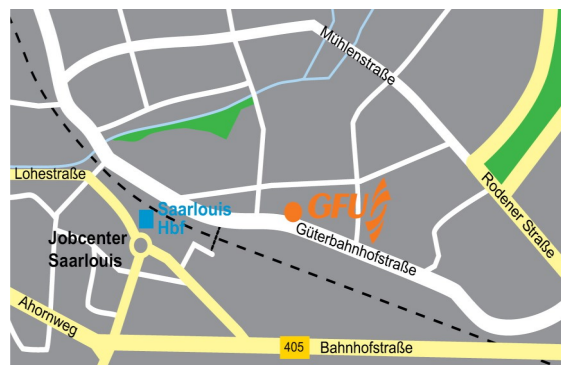 Mühlenstraße
Lohestraße
Saarlouis
Hbf
GFU
Rodener Straße
Jobcenter
Saarlouis
Güterbahnhofstraße
Ahornweg
405
Bahnhofstraße